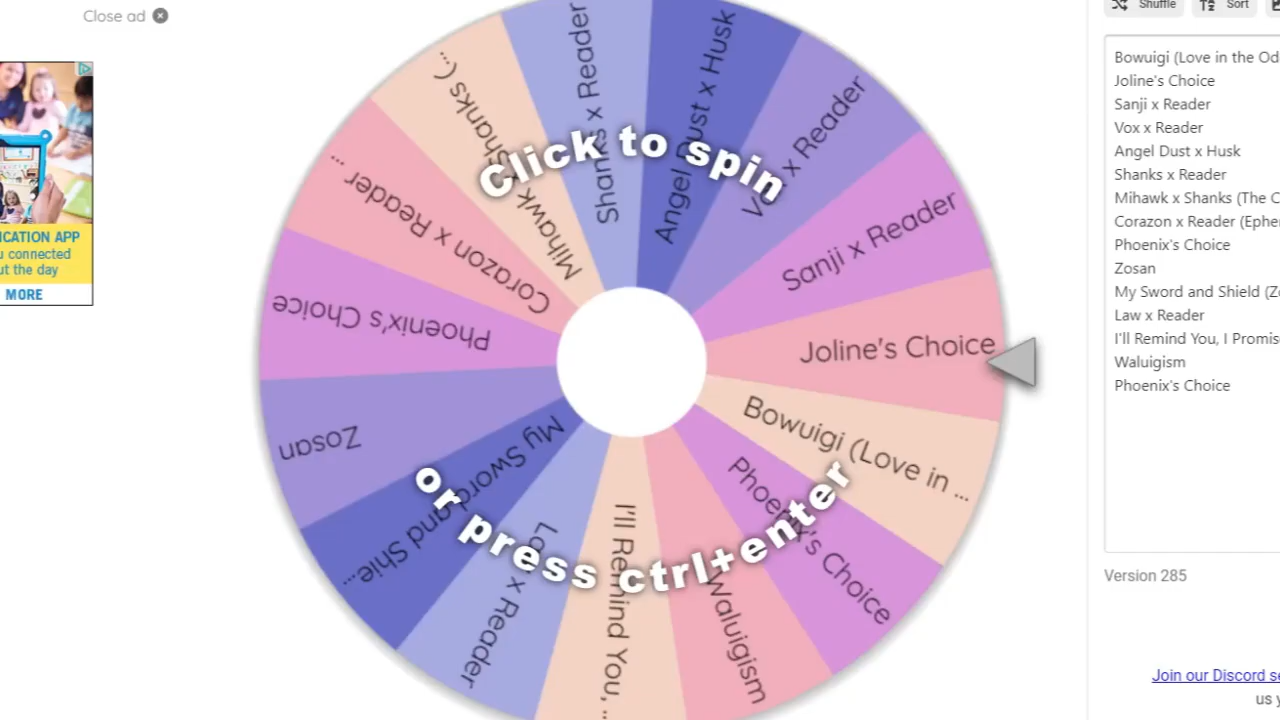 Close ad
ICATION APP
u connected
ut the day
MORE
Shanks x Reader
Angel Dust x Husk
Vox x Reader
Sanji x Reader
Joline's Choice
Bowuigi (Love in ...
Phoenix's Choice
Waluigism
I'll Remind You, ...
Law x Reader
My Sword and Shie...
Zosan
Phoenix's Choice
Corazon x Reader ...
Mihawk x Shanks (...
Click to spin
or press ctrl+enter
Shuffle
Sort
Bowuigi (Love in the Od
Joline's Choice
Sanji x Reader
Vox x Reader
Angel Dust x Husk
Shanks x Reader
Mihawk x Shanks (The C
Corazon x Reader (Ephe
Phoenix's Choice
Zosan
My Sword and Shield (Zo
Law x Reader
I'll Remind You, I Promis
Waluigism
Phoenix's Choice
Version 285
Join our Discord se
us y